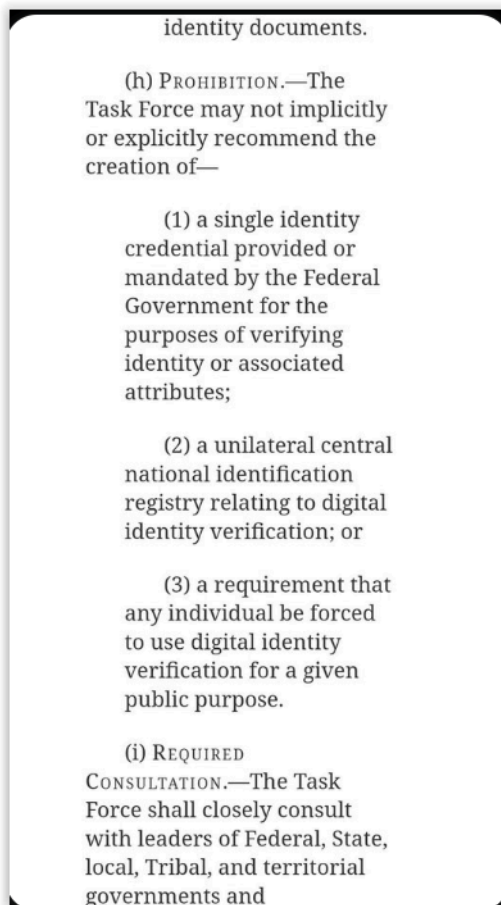 identity documents.
(h) PROHIBITION.—The
Task Force may not implicitly
or explicitly recommend the
creation of—
(1) a single identity
credential provided or
mandated by the Federal
Government for the
purposes of verifying
identity or associated
attributes;
(2) a unilateral central
national identification
registry relating to digital
identity verification; or
(3) a requirement that
any individual be forced
to use digital identity
verification for a given
public purpose.
(i) REQUIRED
CONSULTATION.—The Task
Force shall closely consult
with leaders of Federal, State,
local, Tribal, and territorial
governments and